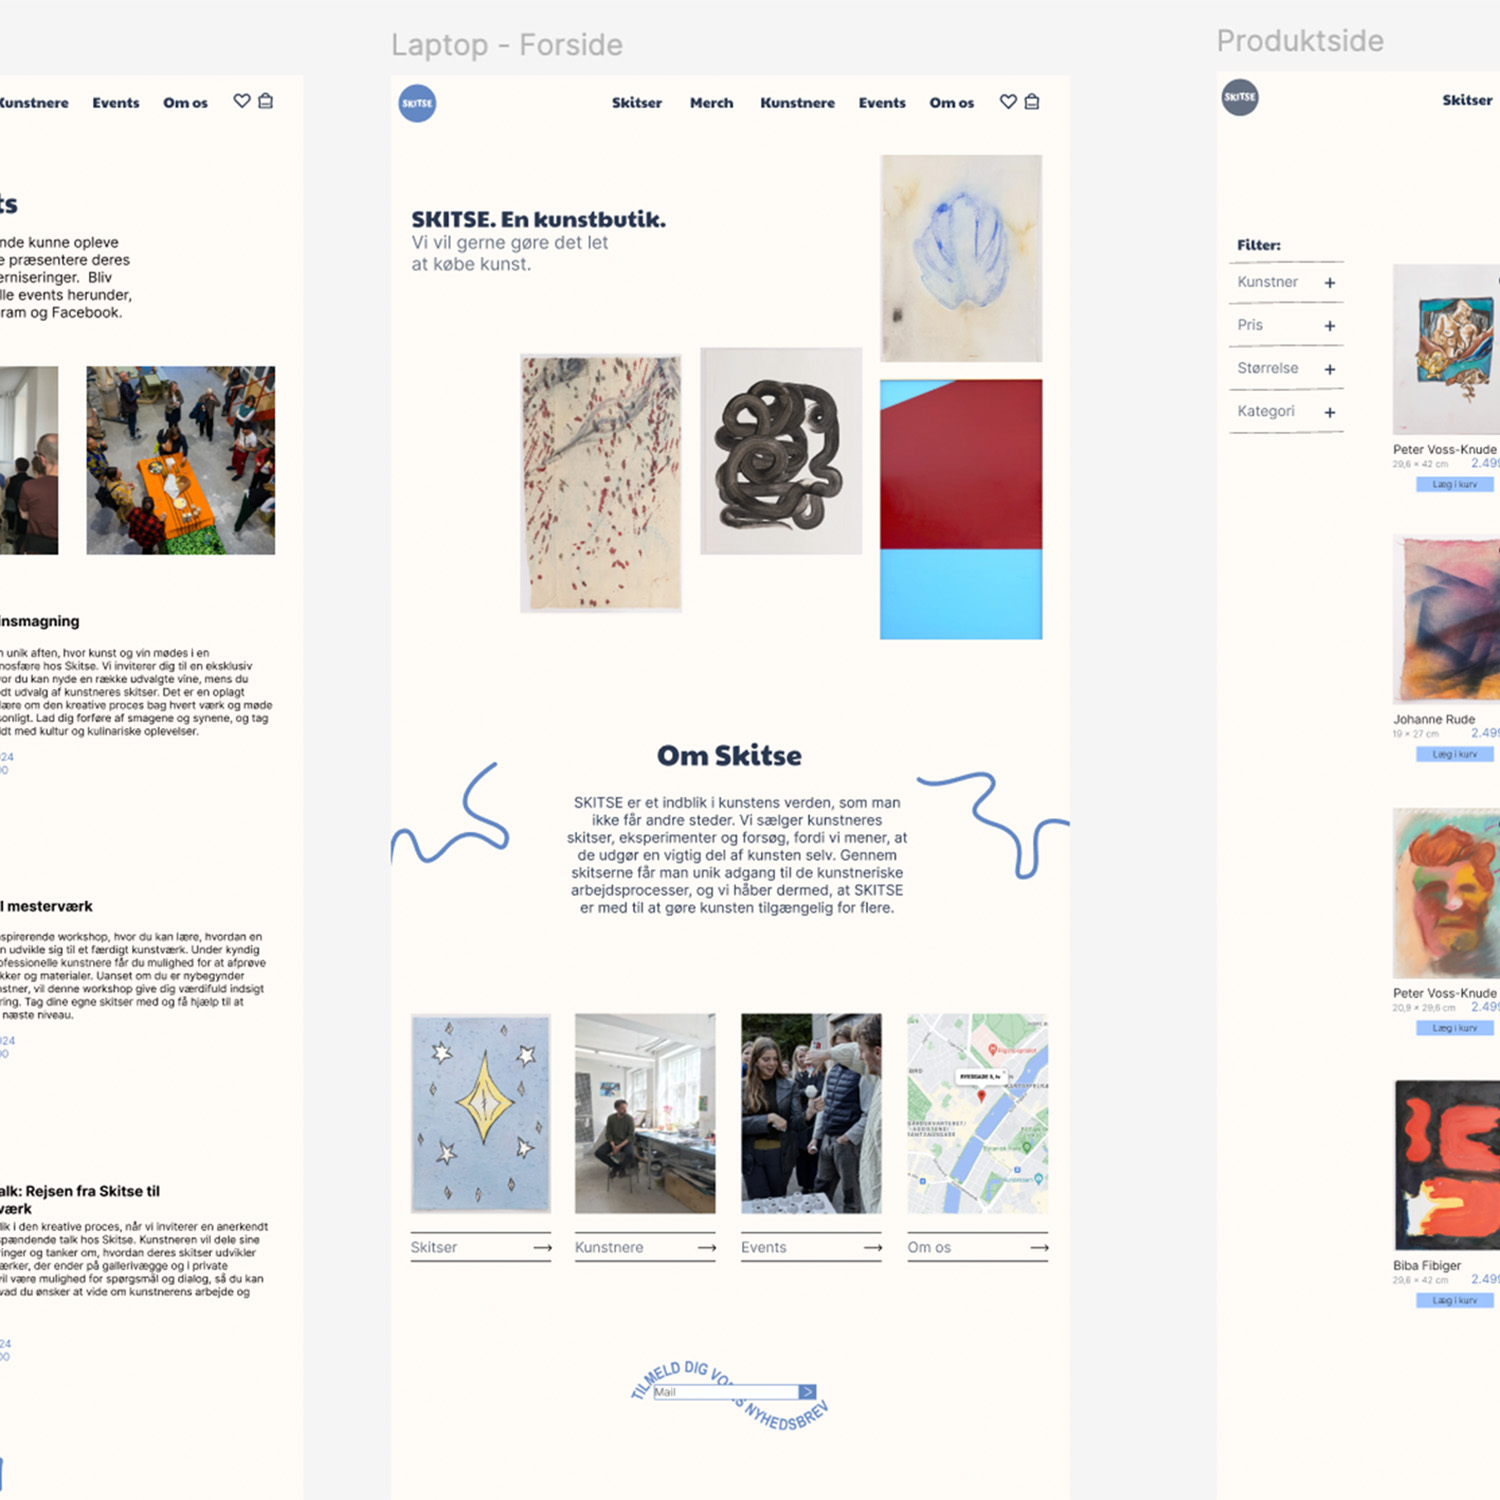 Kunstnere Events Om os
ts
nde kunne opleve
e præsentere deres
erniseringer. Bliv
lle events herunder,
ram og Facebook.
insmagning
n unik aften, hvor kunst og vin mødes i en
nosfære hos Skitse. Vi inviterer dig til en eksklusiv
or du kan nyde en række udvalgte vine, mens du
dt udvalg af kunstneres skitser. Det er en oplagt
lære om den kreative proces bag hvert værk og møde
sonligt. Lad dig forføre af smagene og synene, og tag
ldt med kultur og kulinariske oplevelser.
24
00
l mesterværk
spirerende workshop, hvor du kan lære, hvordan en
n udvikle sig til et færdigt kunstværk. Under kyndig
ofessionelle kunstnere får du mulighed for at afprøve
kker og materialer. Uanset om du er nybegynder
stner, vil denne workshop give dig værdifuld indsigt
ring. Tag dine egne skitser med og få hjælp til at
næste niveau.
24
00
alk: Rejsen fra Skitse til
værk
lik i den kreative proces, når vi inviterer en anerkendt
pændende talk hos Skitse. Kunstneren vil dele sine
inger og tanker om, hvordan deres skitser udvikler
ærker, der ender på gallerivægge og i private
ril være mulighed for spørgsmål og dialog, så du kan
vad du ønsker at vide om kunstnerens arbejde og
24
00
Laptop - Forside
SKITSE
Skitser Merch Kunstnere Events Om os
SKITSE. En kunstbutik.
Vi vil gerne gøre det let
at købe kunst.
Om Skitse
SKITSE er et indblik i kunstens verden, som man
ikke får andre steder. Vi sælger kunstneres
skitser, eksperimenter og forsøg, fordi vi mener, at
de udgør en vigtig del af kunsten selv. Gennem
skitserne får man unik adgang til de kunstneriske
arbejdsprocesser, og vi håber dermed, at SKITSE
er med til at gøre kunsten tilgængelig for flere.
Skitser
Kunstnere
Events
Om os
TILMELD DIG VORES NYHEDSBREV
Mail
Produktside
SKITSE
Skitser
Filter:
Kunstner +
Pris +
Størrelse +
Kategori +
Peter Voss-Knude
29,6 × 42 cm 2.499
Læg i kurv
Johanne Rude
19 × 27 cm 2.499
Læg i kurv
Peter Voss-Knude
20,9 × 29,6 cm 2.499
Læg i kurv
Biba Fibiger
29,6 × 42 cm 2.499
Læg i kurv